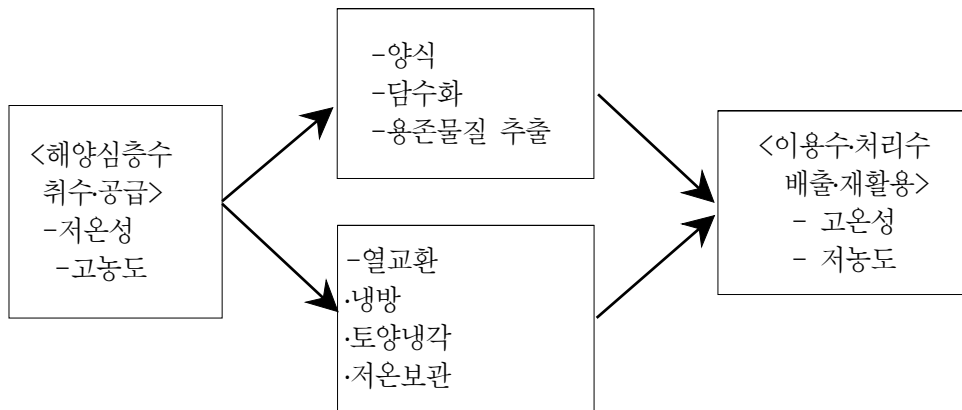 <해양심층수
취수·공급>
-저온성
-고농도
-양식
-담수화
-용존물질 추출
-열교환
·냉방
·토양냉각
·저온보관
<이용수·처리수
배출·재활용>
- 고온성
- 저농도